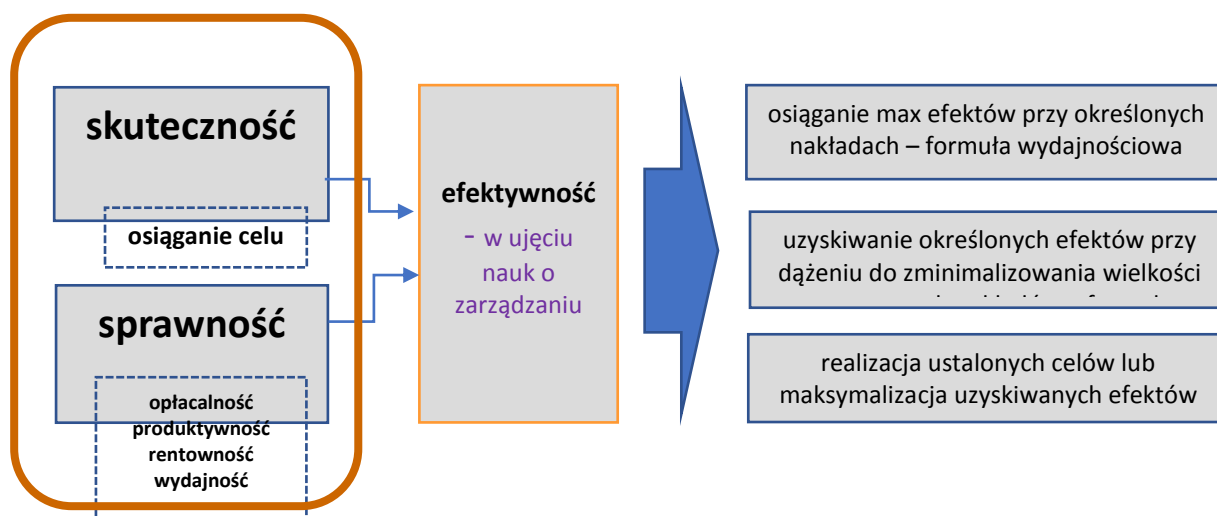 skuteczność
osiąganie celu
sprawność
opłacalność
produktywność
rentowność
wydajność
efektywność
- w ujęciu
nauk o
zarządzaniu
osiąganie max efektów przy określonych
nakładach – formuła wydajnościowa
uzyskiwanie określonych efektów przy
dążeniu do zminimalizowania wielkości
realizacja ustalonych celów lub
maksymalizacja uzyskiwanych efektów